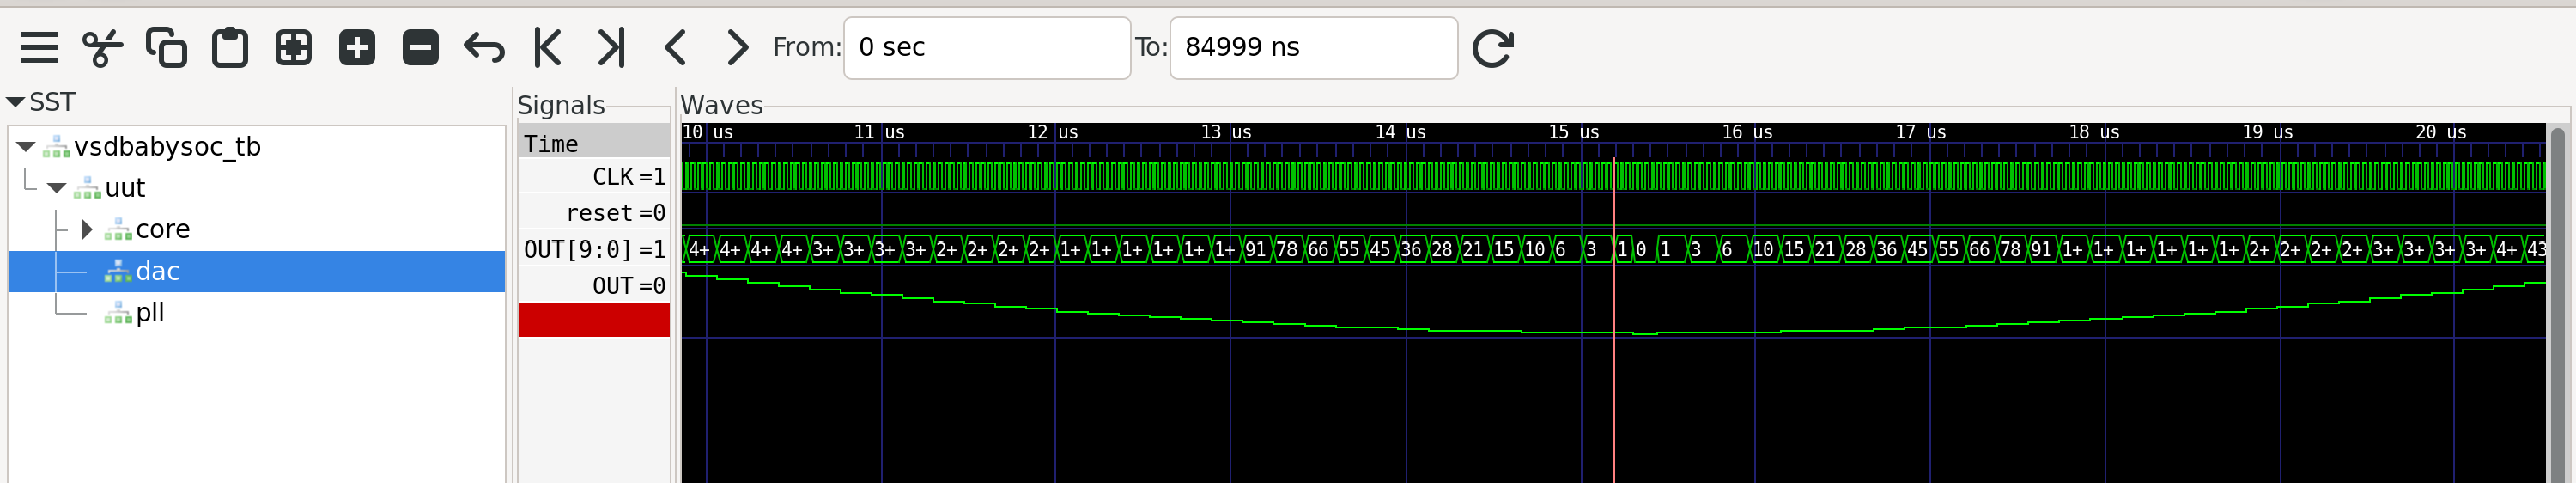 From: 0 sec To: 84999 ns
SST
vsdbabysoc_tb
uut
core
dac
pll
Signals
Time
CLK =1
reset =0
OUT[9:0] =1
OUT =0
Waves
10 us 11 us 12 us 13 us 14 us 15 us 16 us 17 us 18 us 19 us 20 us
4+ 4+ 4+ 4+ 3+ 3+ 3+ 3+ 2+ 2+ 2+ 2+ 1+ 1+ 1+ 1+ 1+ 1+ 91 78 66 55 45 36 28 21 15 10 6 3 1 0 1 3 6 10 15 21 28 36 45 55 66 78 91 1+ 1+ 1+ 1+ 1+ 1+ 2+ 2+ 2+ 2+ 3+ 3+ 3+ 3+ 4+ 43